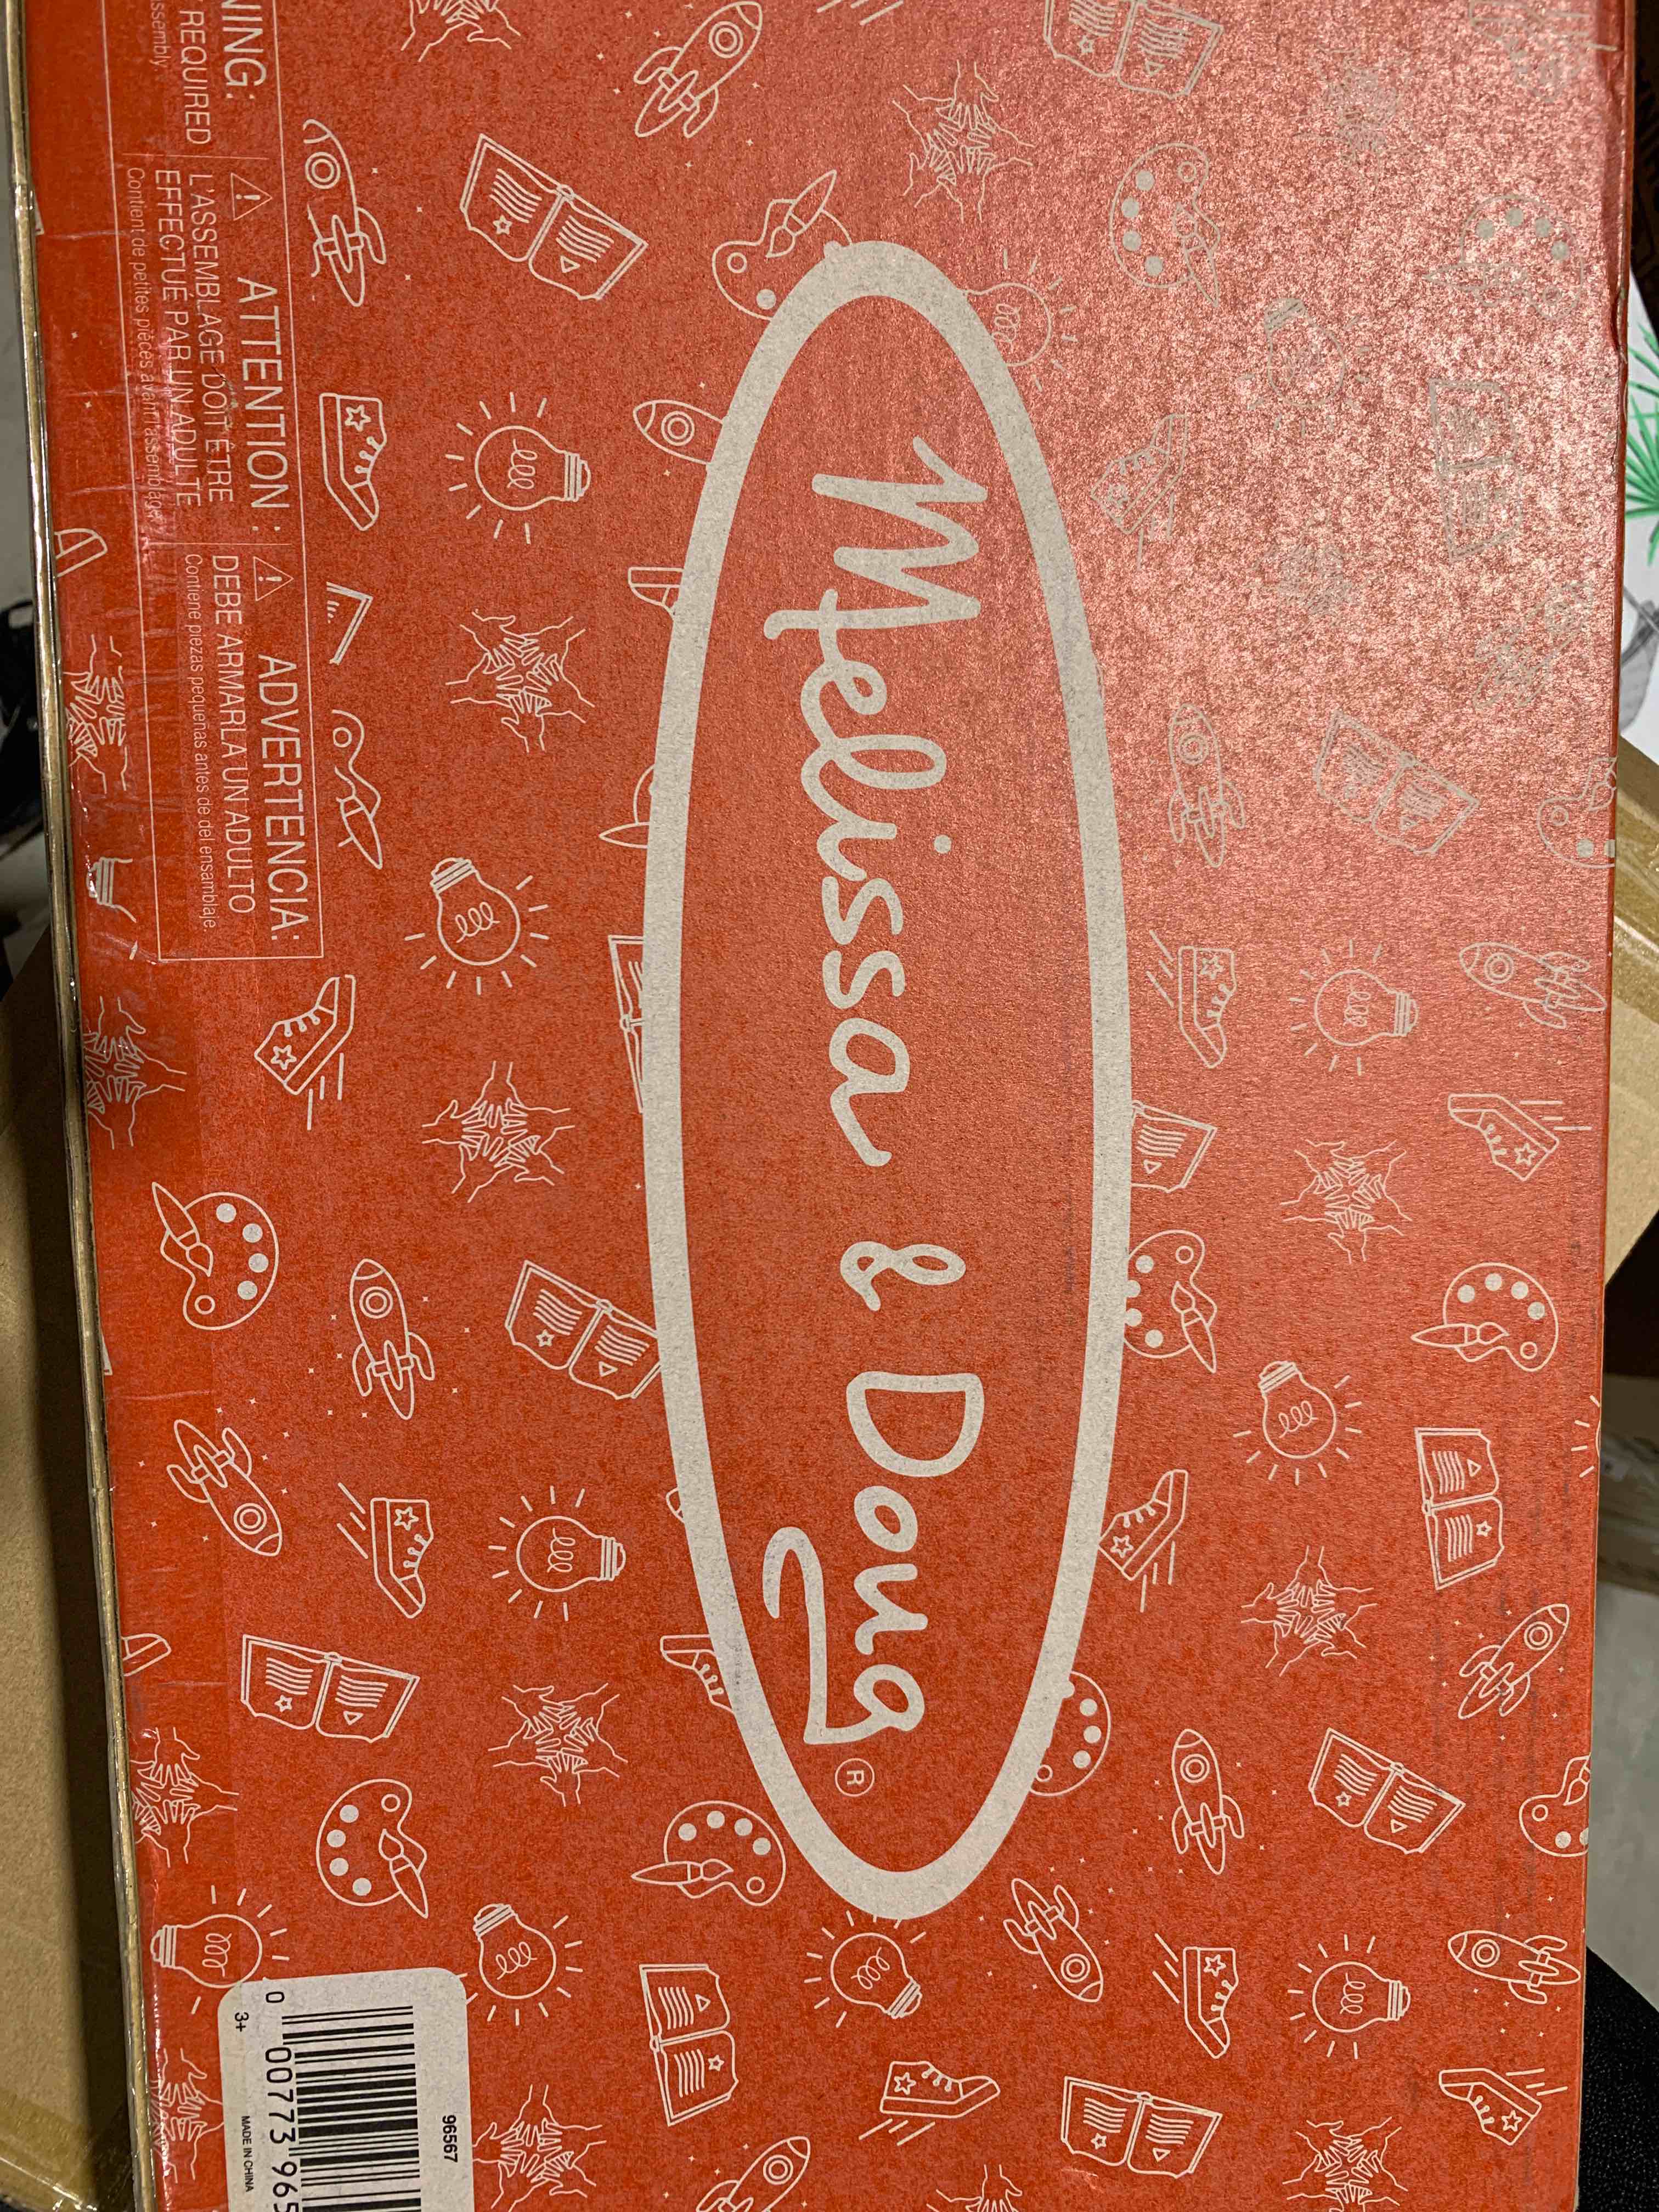 Melissa & Doug®
NING:
REQUIRED
ssembly.
⚠ ATTENTION :
L'ASSEMBLAGE DOIT ÊTRE
EFFECTUÉ PAR UN ADULTE
Contient de petites pièces avant assemblage.
⚠ ADVERTENCIA:
DEBE ARMARLA UN ADULTO
Contiene piezas pequeñas antes de del ensamblaje.
96567
0 00773 965
3+
MADE IN CHINA